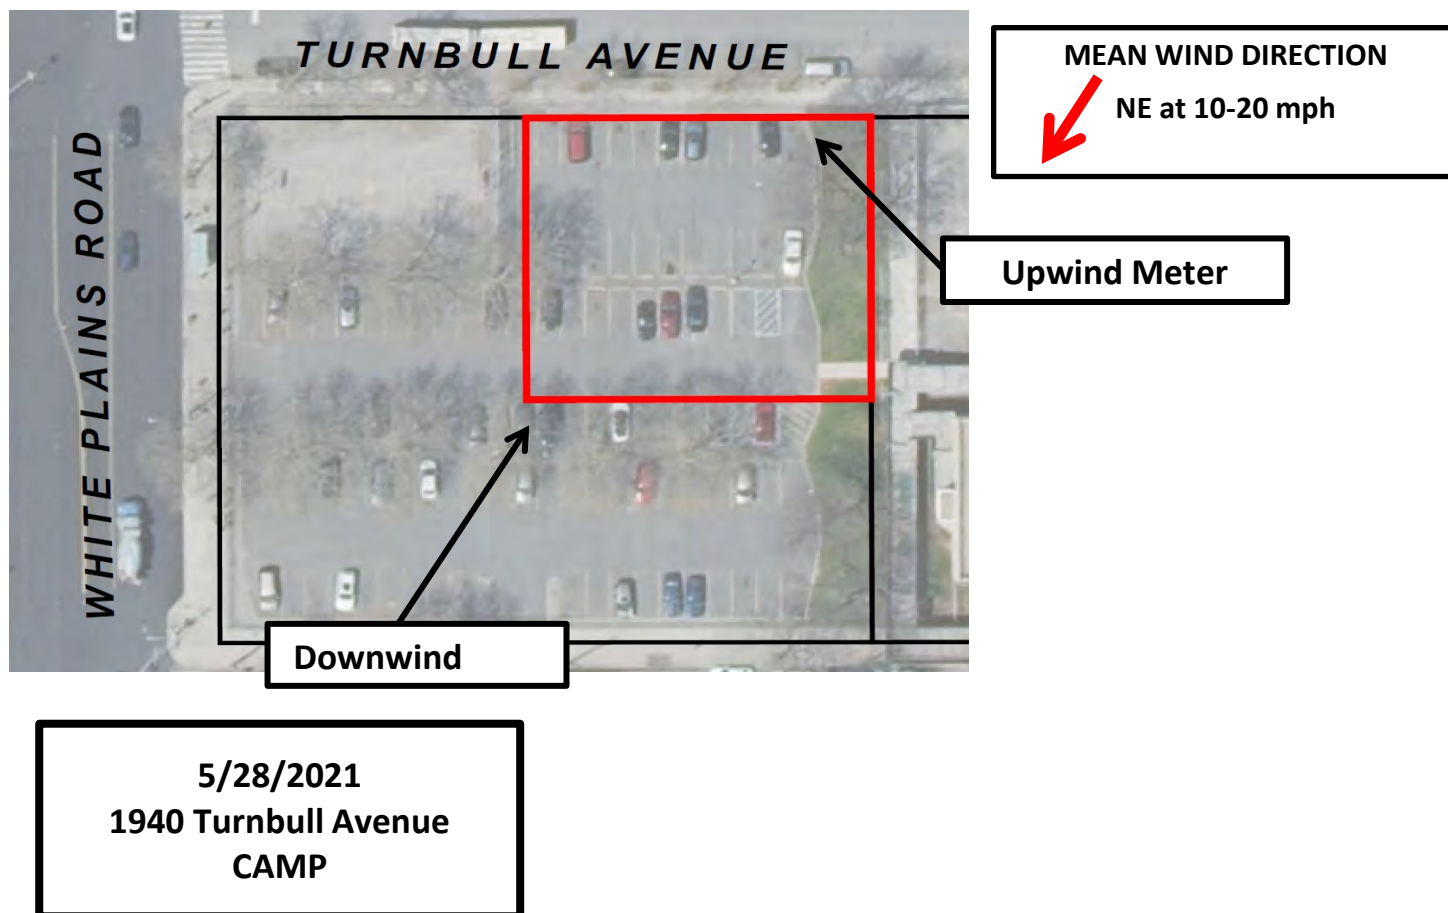 TURNBULL AVENUE
MEAN WIND DIRECTION
NE at 10-20 mph
WHITE PLAINS ROAD
Upwind Meter
Downwind
5/28/2021
1940 Turnbull Avenue
CAMP